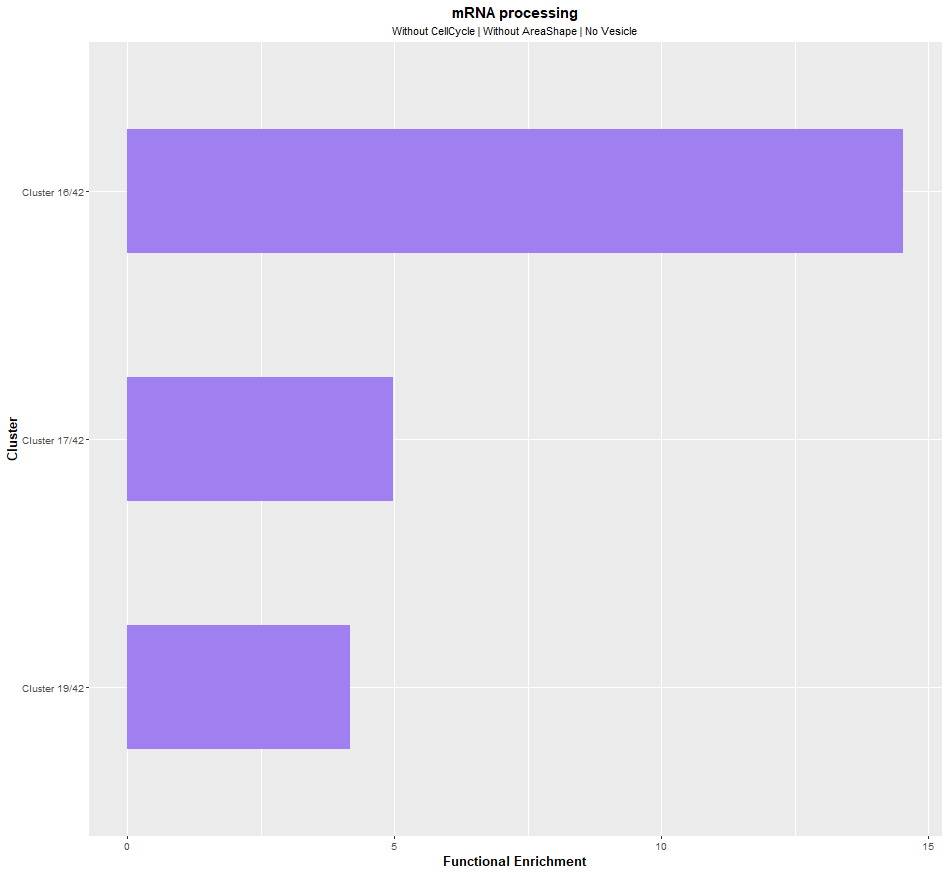 mRNA processing
Without CellCycle | Without AreaShape | No Vesicle
Cluster
Cluster 16/42
Cluster 17/42
Cluster 19/42
0 5 10 15
Functional Enrichment